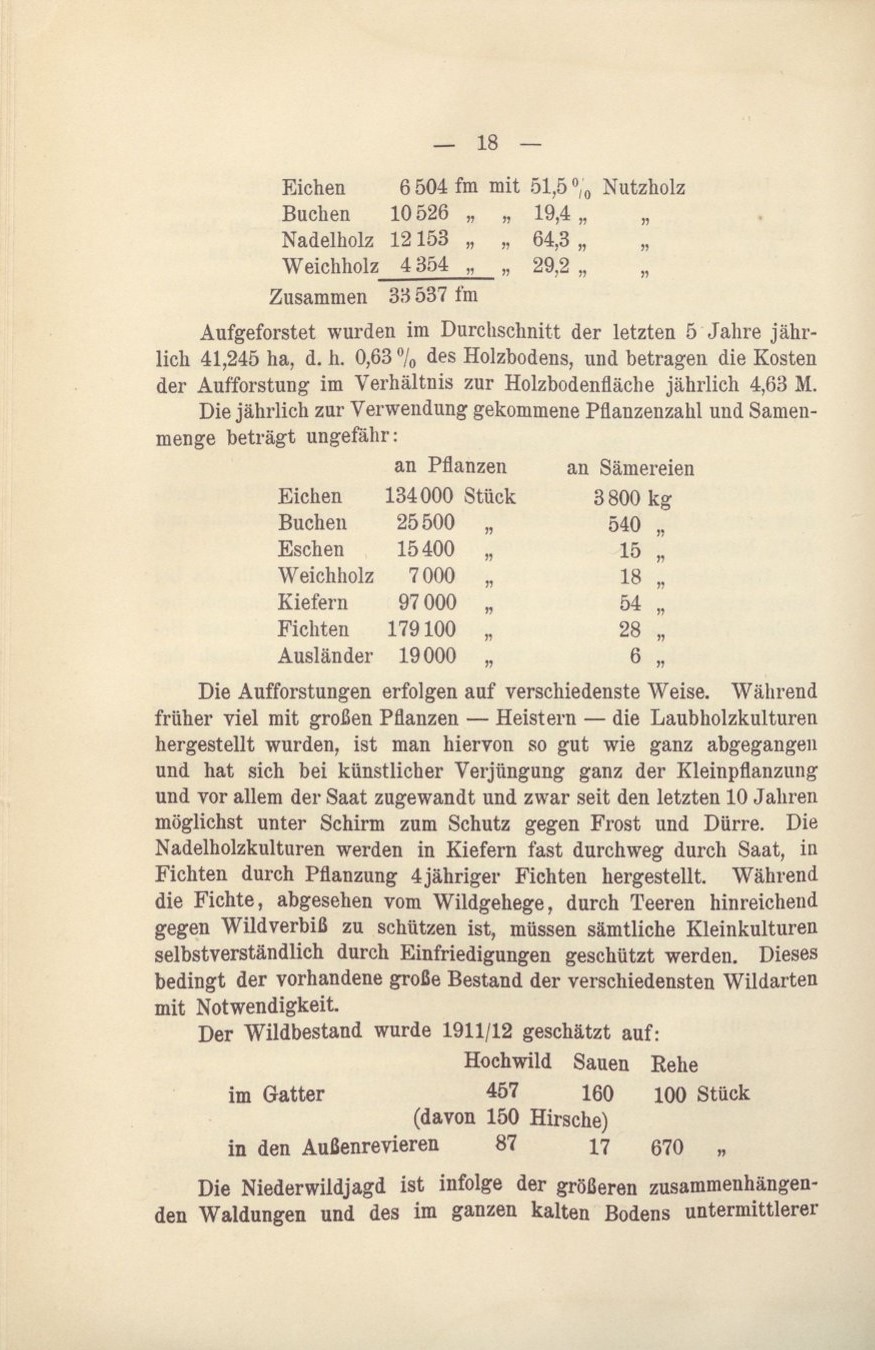 — 18 —
Eichen 6 504 fm mit 51,5 % Nutzholz
Buchen 10 526 „ „ 19,4 „ „
Nadelholz 12 153 „ „ 64,3 „ „
Weichholz 4 354 „ „ 29,2 „ „
Zusammen 33 537 fm
Aufgeforstet wurden im Durchschnitt der letzten 5 Jahre jähr-
lich 41,245 ha, d. h. 0,63 % des Holzbodens, und betragen die Kosten
der Aufforstung im Verhältnis zur Holzbodenfläche jährlich 4,63 M.
Die jährlich zur Verwendung gekommene Pflanzenzahl und Samen-
menge beträgt ungefähr:
an Pflanzen an Sämereien
Eichen 134 000 Stück 3 800 kg
Buchen 25 500 „ 540 „
Eschen 15 400 „ 15 „
Weichholz 7 000 „ 18 „
Kiefern 97 000 „ 54 „
Fichten 179 100 „ 28 „
Ausländer 19 000 „ 6 „
Die Aufforstungen erfolgen auf verschiedenste Weise. Während
früher viel mit großen Pflanzen — Heistern — die Laubholzkulturen
hergestellt wurden, ist man hiervon so gut wie ganz abgegangen
und hat sich bei künstlicher Verjüngung ganz der Kleinpflanzung
und vor allem der Saat zugewandt und zwar seit den letzten 10 Jahren
möglichst unter Schirm zum Schutz gegen Frost und Dürre. Die
Nadelholzkulturen werden in Kiefern fast durchweg durch Saat, in
Fichten durch Pflanzung 4jähriger Fichten hergestellt. Während
die Fichte, abgesehen vom Wildgehege, durch Teeren hinreichend
gegen Wildverbiß zu schützen ist, müssen sämtliche Kleinkulturen
selbstverständlich durch Einfriedigungen geschützt werden. Dieses
bedingt der vorhandene große Bestand der verschiedensten Wildarten
mit Notwendigkeit.
Der Wildbestand wurde 1911/12 geschätzt auf:
Hochwild Sauen Rehe
im Gatter 457 160 100 Stück
(davon 150 Hirsche)
in den Außenrevieren 87 17 670 „
Die Niederwildjagd ist infolge der größeren zusammenhängen-
den Waldungen und des im ganzen kalten Bodens untermittlerer